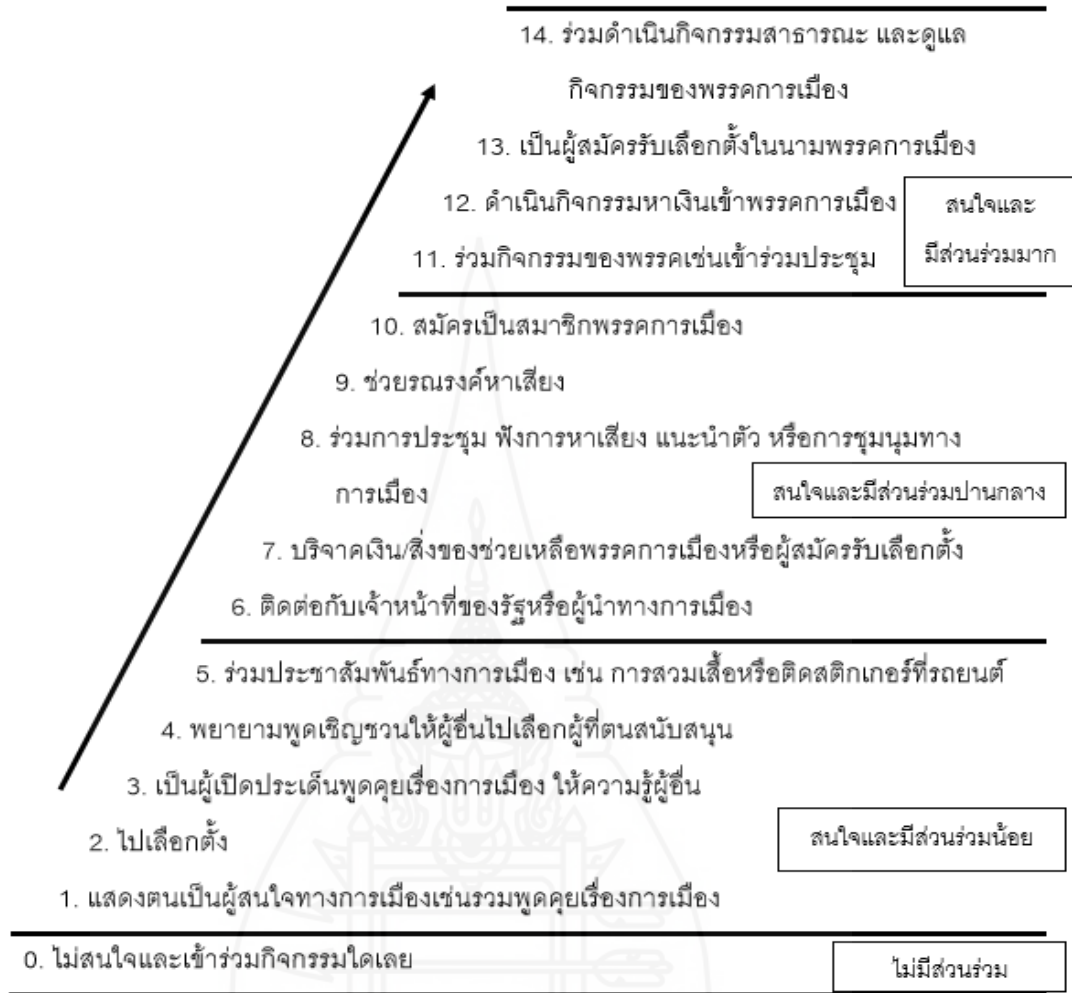 14. ร่วมดำเนินกิจกรรมสาธารณะ และดูแล
กิจกรรมของพรรคการเมือง
13. เป็นผู้สมัครรับเลือกตั้งในนามพรรคการเมือง
12. ดำเนินกิจกรรมหาเงินเข้าพรรคการเมือง
11. ร่วมกิจกรรมของพรรคเช่นเข้าร่วมประชุม
สนใจและ
มีส่วนร่วมมาก
10. สมัครเป็นสมาชิกพรรคการเมือง
9. ช่วยรณรงค์หาเสียง
8. ร่วมการประชุม ฟังการหาเสียง แนะนำตัว หรือการชุมนุมทาง
การเมือง
สนใจและมีส่วนร่วมปานกลาง
7. บริจาคเงิน/สิ่งของช่วยเหลือพรรคการเมืองหรือผู้สมัครรับเลือกตั้ง
6. ติดต่อกับเจ้าหน้าที่ของรัฐหรือผู้นำทางการเมือง
5. ร่วมประชาสัมพันธ์ทางการเมือง เช่น การสวมเสื้อหรือติดสติกเกอร์ที่รถยนต์
4. พยายามพูดเชิญชวนให้ผู้อื่นไปเลือกผู้ที่ตนสนับสนุน
3. เป็นผู้เปิดประเด็นพูดคุยเรื่องการเมือง ให้ความรู้ผู้อื่น
2. ไปเลือกตั้ง
สนใจและมีส่วนร่วมน้อย
1. แสดงตนเป็นผู้สนใจทางการเมืองเช่นรวมพูดคุยเรื่องการเมือง
0. ไม่สนใจและเข้าร่วมกิจกรรมใดเลย
ไม่มีส่วนร่วม